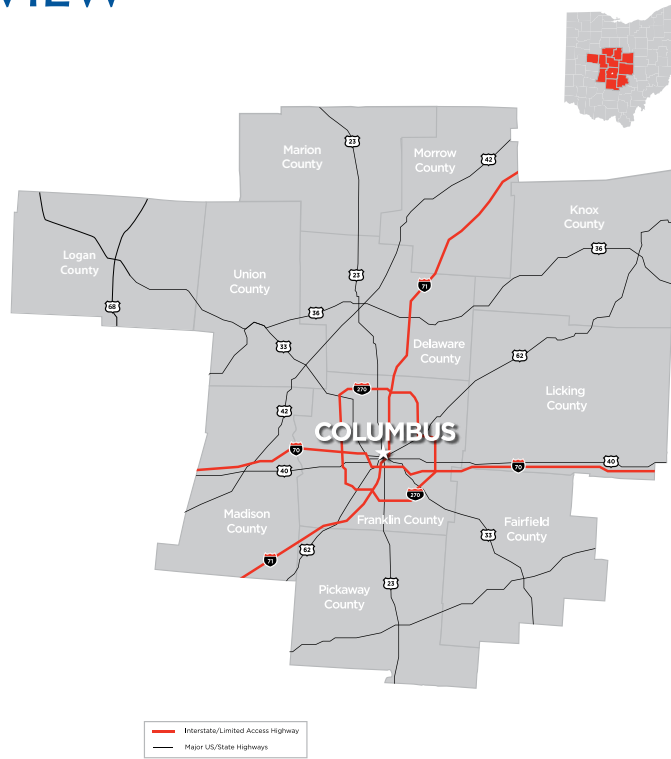 VIEW
23
Marion
County
Morrow
County
42
Knox
County
36
Logan
County
Union
County
23
71
68
36
33
Delaware
County
62
270
Licking
County
42
COLUMBUS
70
40
40
70
270
Madison
County
Franklin County
Fairfield
County
33
62
71
23
Pickaway
County
Interstate/Limited Access Highway
Major US/State Highways